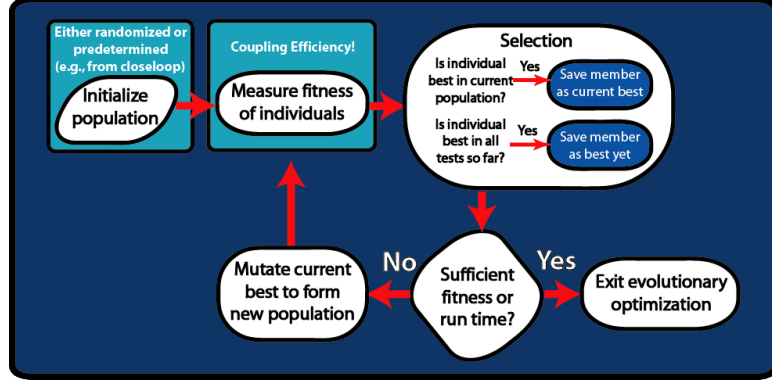 Either randomized or
predetermined
(e.g., from closeloop)
Initialize
population
Coupling Efficiency!
Measure fitness
of individuals
Selection
Is individual
best in current
population?
Yes
Save member
as current best
Is individual
best in all
tests so far?
Yes
Save member
as best yet
Mutate current
best to form
new population
No
Sufficient
fitness or
run time?
Yes
Exit evolutionary
optimization